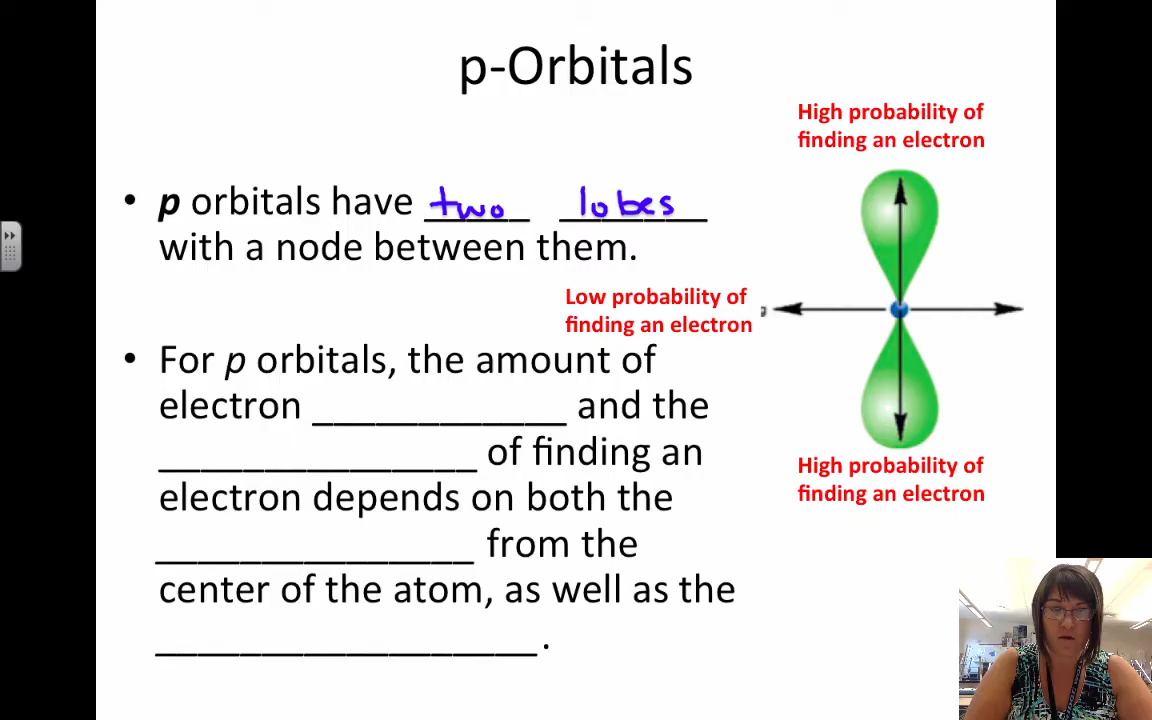 p-Orbitals
High probability of
finding an electron
• p orbitals have two lobes
with a node between them.
Low probability of
finding an electron
• For p orbitals, the amount of
electron ____________ and the
_______________ of finding an
electron depends on both the
_______________ from the
center of the atom, as well as the
__________________.
High probability of
finding an electron